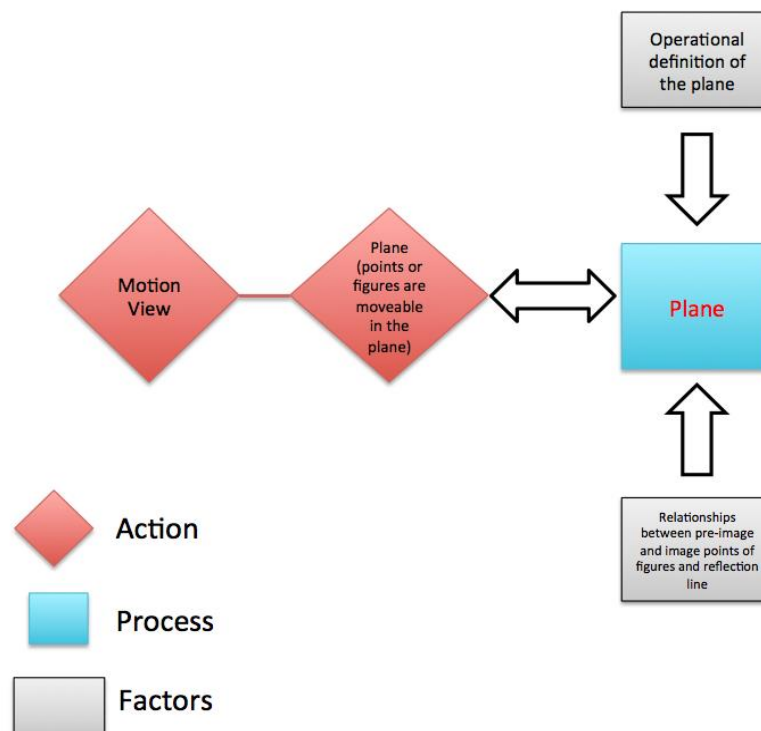 Operational
definition of
the plane
Motion
View
Plane
(points or
figures are
moveable
in the
plane)
Plane
Relationships
between pre-image
and image points of
figures and reflection
line
Action
Process
Factors